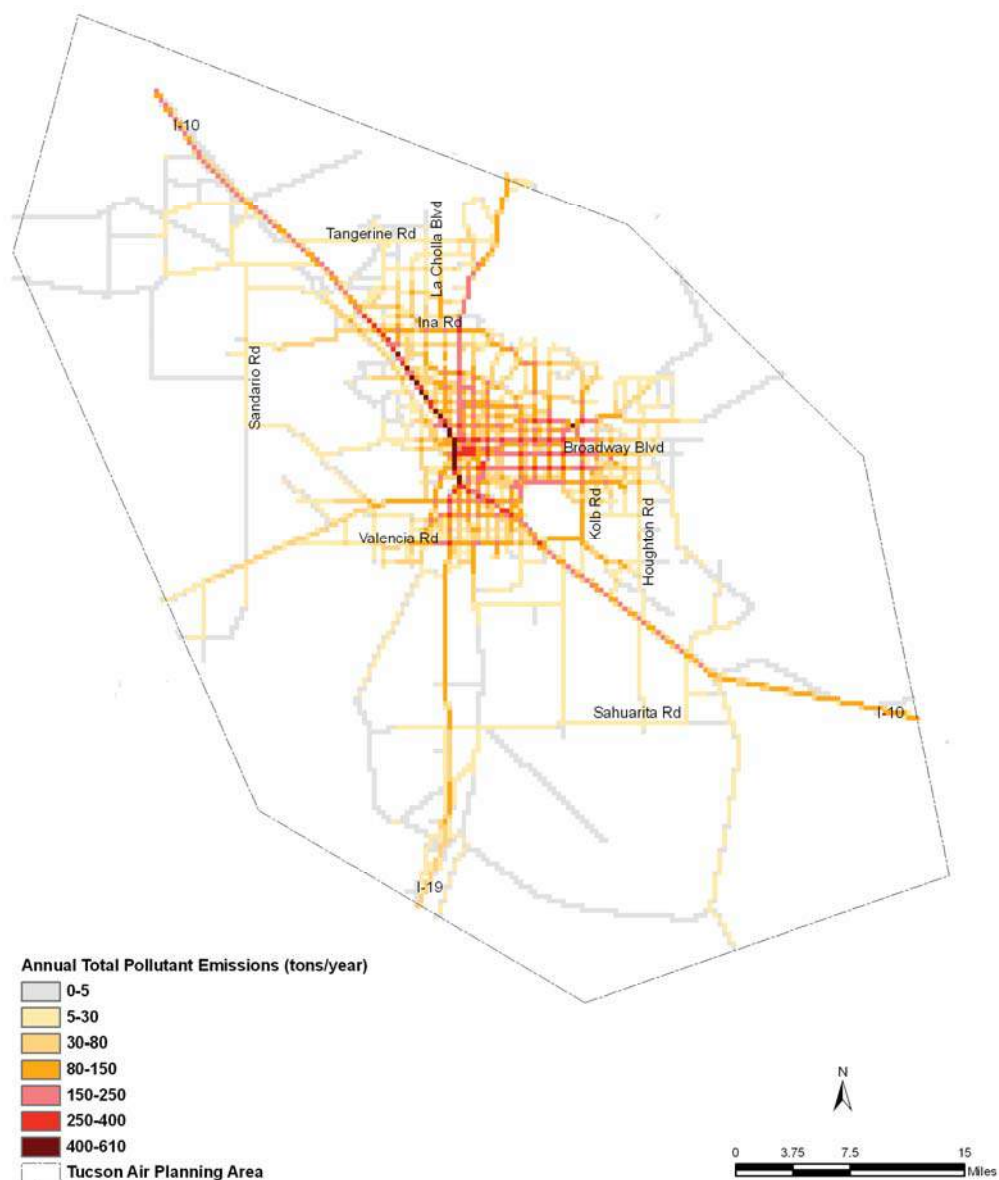 I-10
La Cholla Blvd
Tangerine Rd
Ina Rd
Sandario Rd
Broadway Blvd
Kolb Rd
Houghton Rd
Valencia Rd
Sahuarita Rd
I-10
I-19
Annual Total Pollutant Emissions (tons/year)
0-5
5-30
30-80
80-150
150-250
250-400
400-610
Tucson Air Planning Area
N
0 3.75 7.5 15
Miles